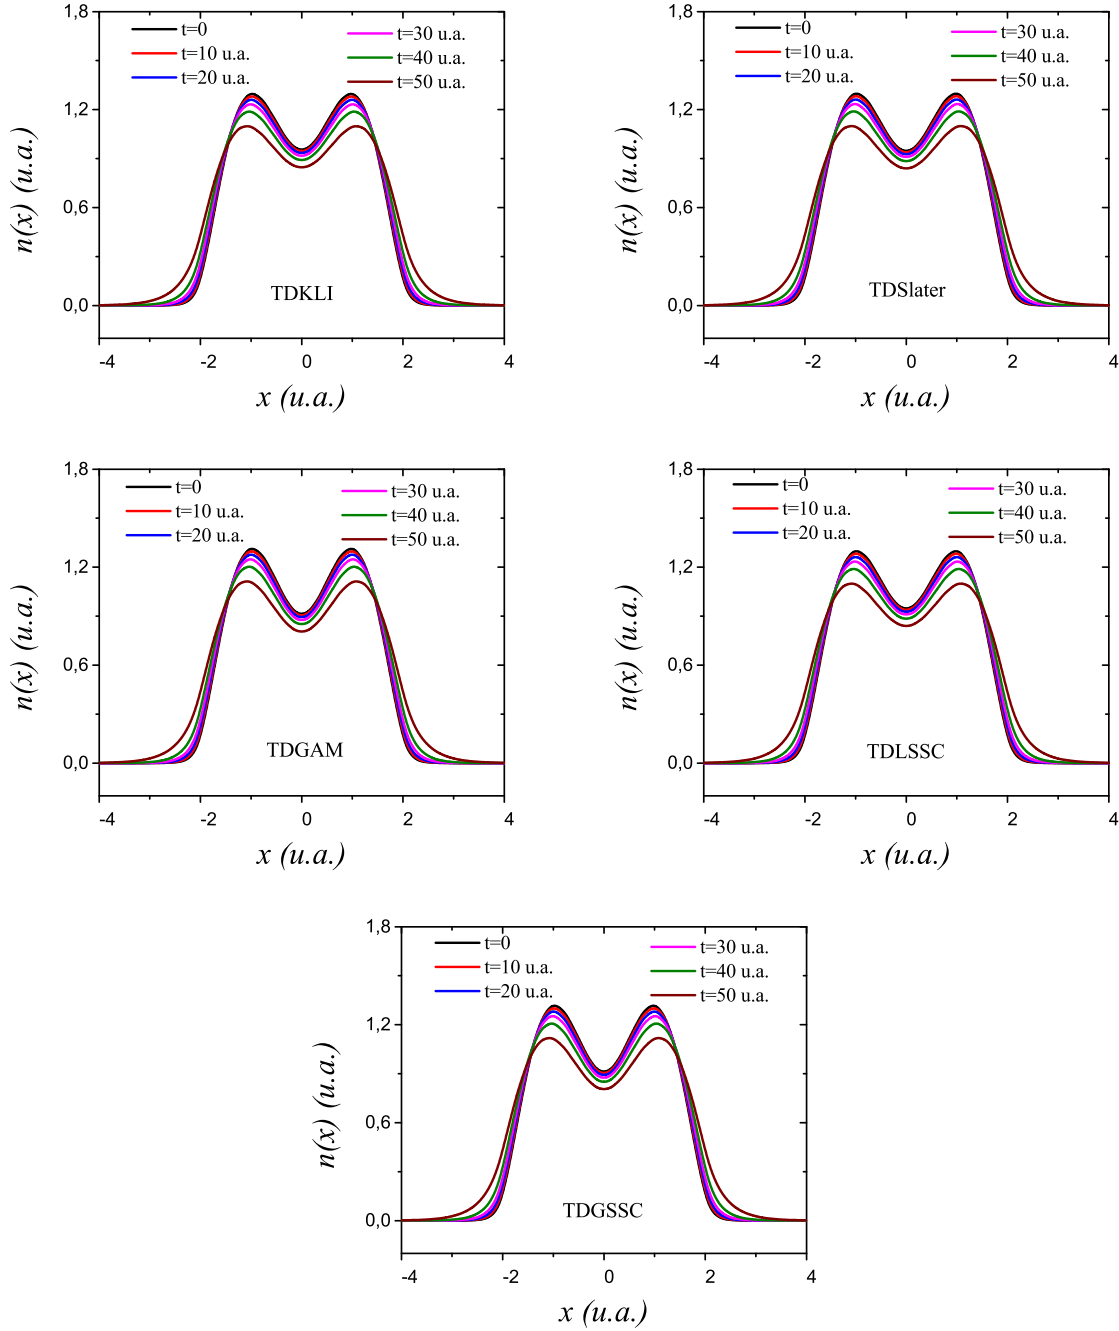 1,8
t=0
t=10 u.a.
t=20 u.a.
t=30 u.a.
t=40 u.a.
t=50 u.a.
1,2
n(x) (u.a.)
0,6
TDKLI
0,0
-4 -2 0 2 4
x (u.a.)
1,8
t=0
t=10 u.a.
t=20 u.a.
t=30 u.a.
t=40 u.a.
t=50 u.a.
1,2
n(x) (u.a.)
0,6
TDSlater
0,0
-4 -2 0 2 4
x (u.a.)
1,8
t=0
t=10 u.a.
t=20 u.a.
t=30 u.a.
t=40 u.a.
t=50 u.a.
1,2
n(x) (u.a.)
0,6
TDGAM
0,0
-4 -2 0 2 4
x (u.a.)
1,8
t=0
t=10 u.a.
t=20 u.a.
t=30 u.a.
t=40 u.a.
t=50 u.a.
1,2
n(x) (u.a.)
0,6
TDLSSC
0,0
-4 -2 0 2 4
x (u.a.)
1,8
t=0
t=10 u.a.
t=20 u.a.
t=30 u.a.
t=40 u.a.
t=50 u.a.
1,2
n(x) (u.a.)
0,6
TDGSSC
0,0
-4 -2 0 2 4
x (u.a.)